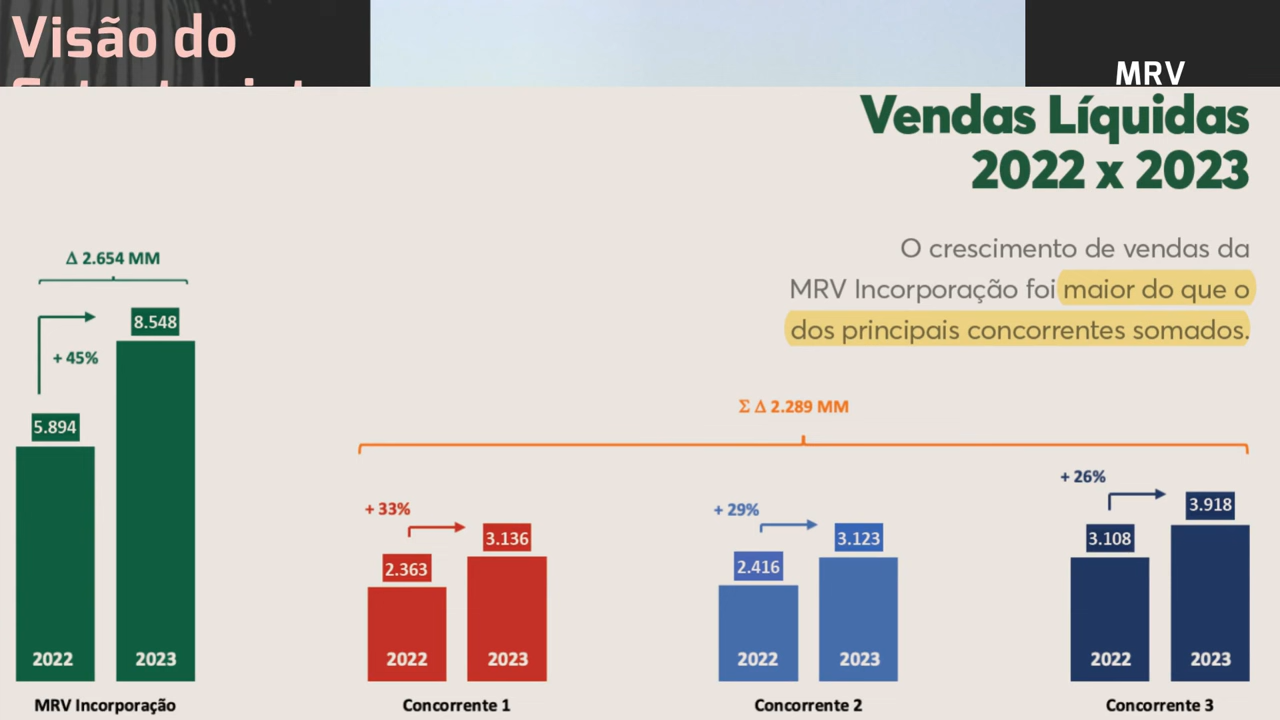 Visão do
MRV
Vendas Líquidas
2022 x 2023
O crescimento de vendas da
MRV Incorporação foi maior do que o
dos principais concorrentes somados.
Δ 2.654 MM
8.548
+ 45%
5.894
2022
2023
MRV Incorporação
Σ Δ 2.289 MM
+ 33%
3.136
2.363
2022
2023
Concorrente 1
+ 29%
3.123
2.416
2022
2023
Concorrente 2
+ 26%
3.918
3.108
2022
2023
Concorrente 3